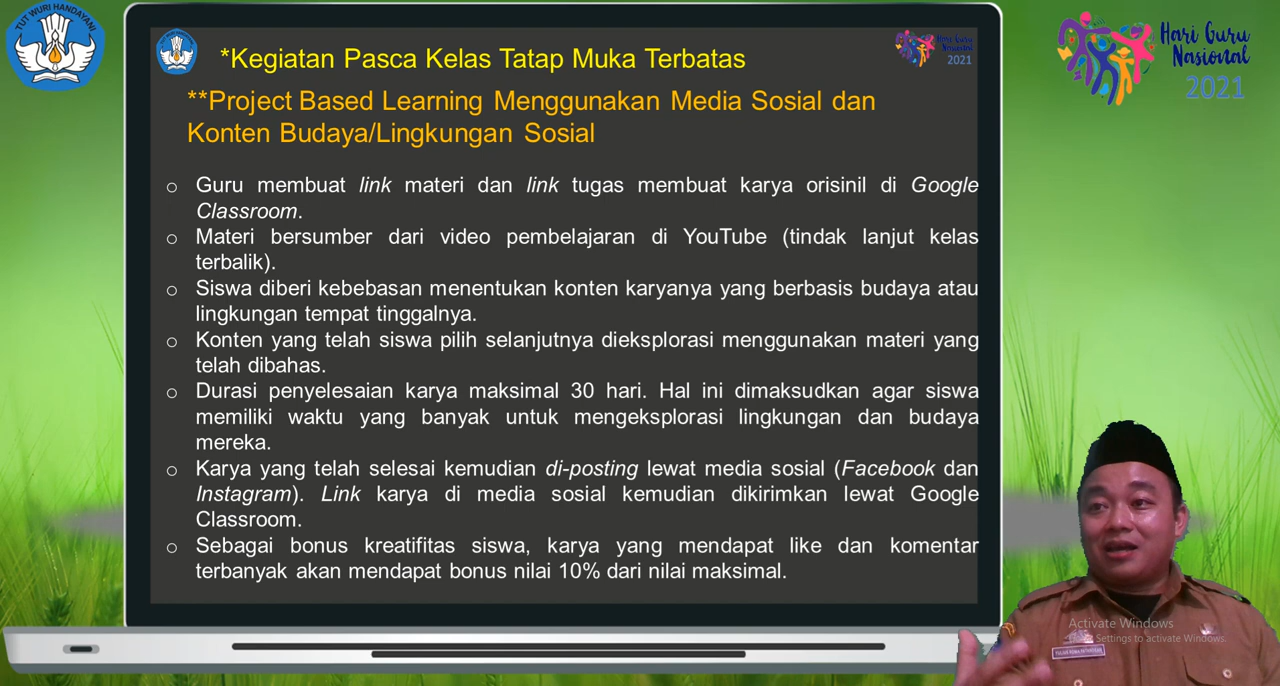 TUT WURI HANDAYANI
Hari Guru
Nasional
2021
*Kegiatan Pasca Kelas Tatap Muka Terbatas
Hari Guru
Nasional
2021
**Project Based Learning Menggunakan Media Sosial dan
Konten Budaya/Lingkungan Sosial
o Guru membuat link materi dan link tugas membuat karya orisinil di Google
Classroom.
o Materi bersumber dari video pembelajaran di YouTube (tindak lanjut kelas
terbalik).
o Siswa diberi kebebasan menentukan konten karyanya yang berbasis budaya atau
lingkungan tempat tinggalnya.
o Konten yang telah siswa pilih selanjutnya dieksplorasi menggunakan materi yang
telah dibahas.
o Durasi penyelesaian karya maksimal 30 hari. Hal ini dimaksudkan agar siswa
memiliki waktu yang banyak untuk mengeksplorasi lingkungan dan budaya
mereka.
o Karya yang telah selesai kemudian di-posting lewat media sosial (Facebook dan
Instagram). Link karya di media sosial kemudian dikirimkan lewat Google
Classroom.
o Sebagai bonus kreatifitas siswa, karya yang mendapat like dan komentar
terbanyak akan mendapat bonus nilai 10% dari nilai maksimal.
Activate Windows
Settings to activate Windows.